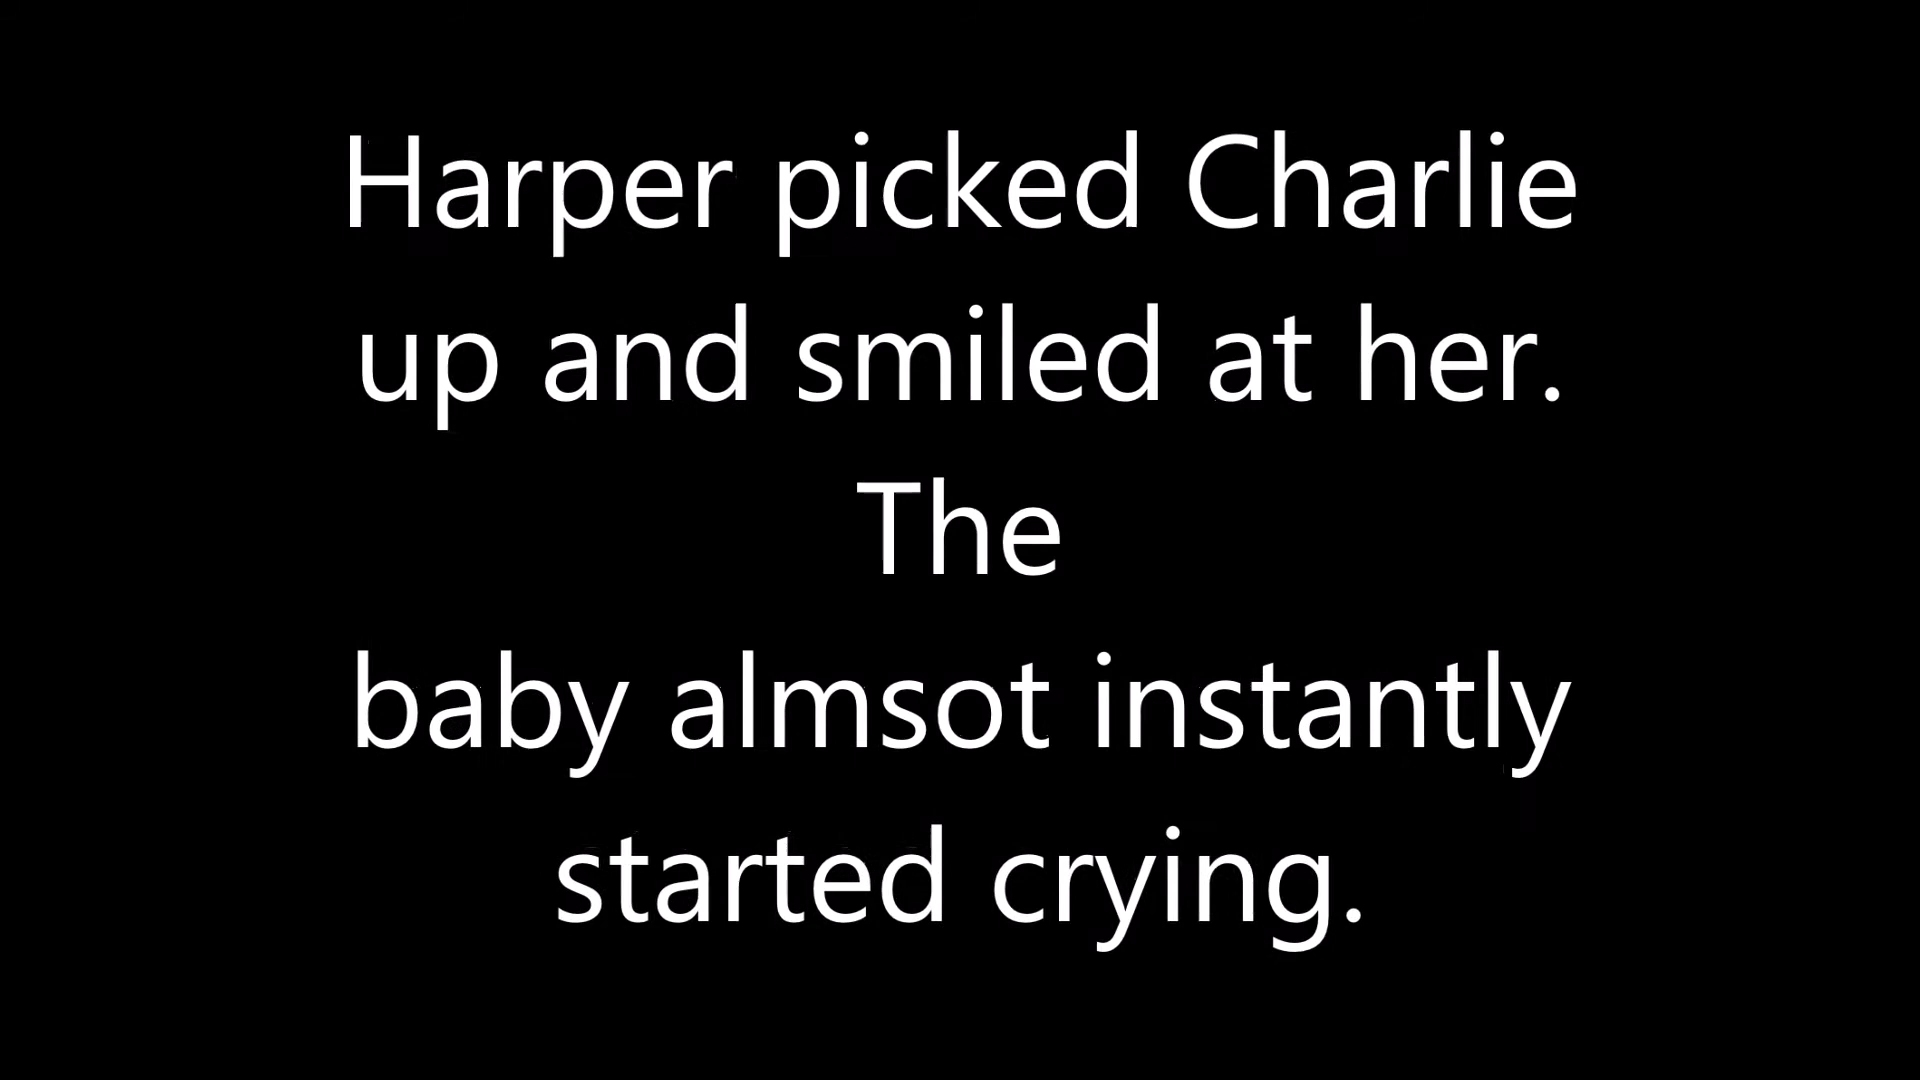 Harper picked Charlie
up and smiled at her.
The
baby almsot instantly
started crying.